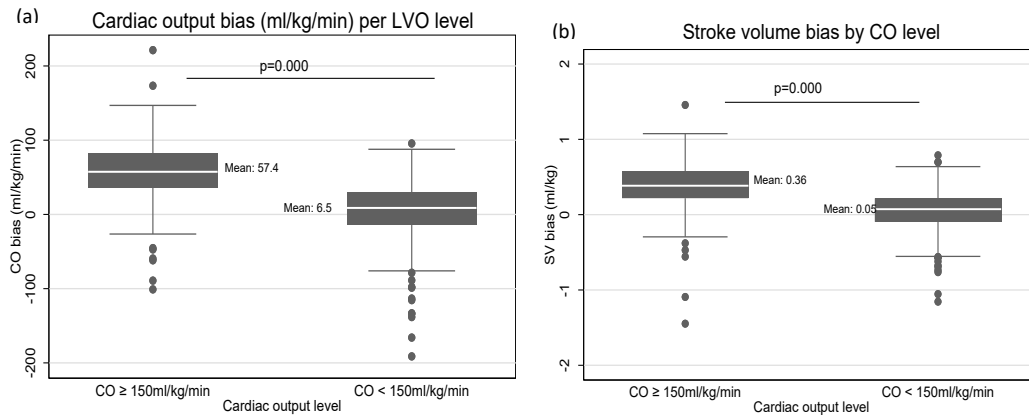 (a)
Cardiac output bias (ml/kg/min) per LVO level
CO bias (ml/kg/min)
200
100
0
-100
-200
p=0.000
Mean: 57.4
Mean: 6.5
CO ≥ 150ml/kg/min
CO < 150ml/kg/min
Cardiac output level
(b)
Stroke volume bias by CO level
SV bias (ml/kg)
2
1
0
-1
-2
p=0.000
Mean: 0.36
Mean: 0.05
CO ≥ 150ml/kg/min
CO < 150ml/kg/min
Cardiac output level